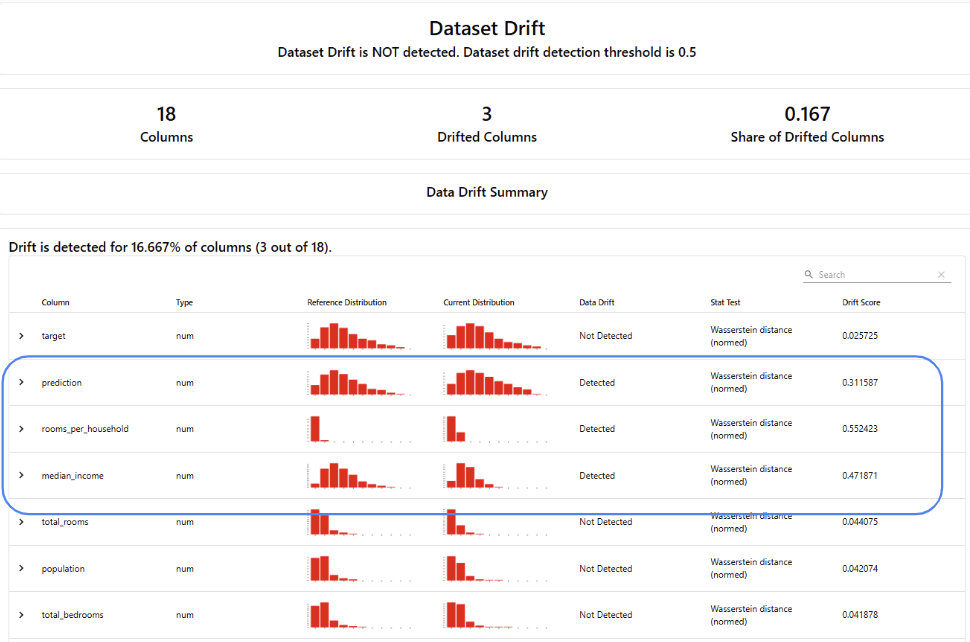 Dataset Drift
Dataset Drift is NOT detected. Dataset drift detection threshold is 0.5
18 3 0.167
Columns Drifted Columns Share of Drifted Columns
Data Drift Summary
Drift is detected for 16.667% of columns (3 out of 18).
Search
Column Type Reference Distribution Current Distribution Data Drift Stat Test Drift Score
target num Not Detected Wasserstein distance (normed) 0.025725
prediction num Detected Wasserstein distance (normed) 0.311587
rooms_per_household num Detected Wasserstein distance (normed) 0.552423
median_income num Detected Wasserstein distance (normed) 0.471871
total_rooms num Not Detected Wasserstein distance (normed) 0.044075
population num Not Detected Wasserstein distance (normed) 0.042074
total_bedrooms num Not Detected Wasserstein distance (normed) 0.041878